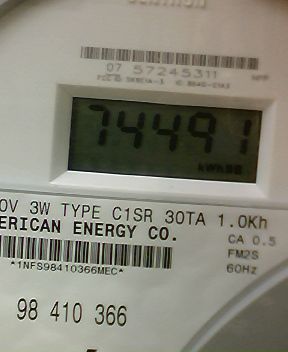 07 57245311
74491
kWh
0V 3W TYPE C1SR 30TA 1.0Kh
ERICAN ENERGY CO.
CA 0.5
FM2S
*1NFS98410366MEC*
60Hz
98 410 366